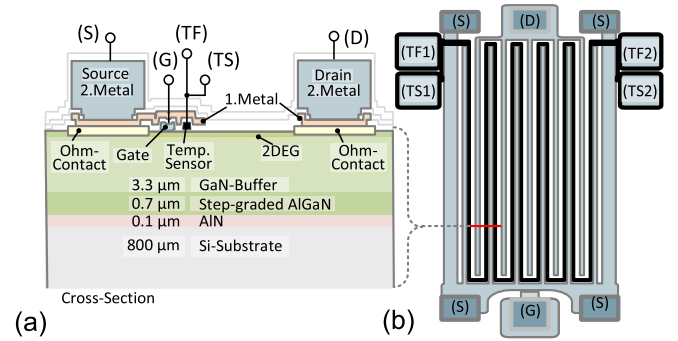 (S)
(TF)
(G)
(TS)
(D)
Source
2.Metal
Drain
2.Metal
1.Metal
Ohm-
Contact
Gate
Temp.
Sensor
2DEG
Ohm-
Contact
3.3 µm GaN-Buffer
0.7 µm Step-graded AlGaN
0.1 µm AlN
800 µm Si-Substrate
Cross-Section
(a)
(S)
(D)
(S)
(TF1)
(TF2)
(TS1)
(TS2)
(S)
(G)
(S)
(b)